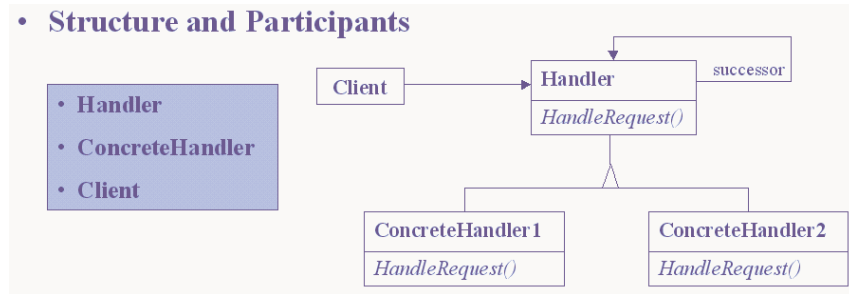 • Structure and Participants
• Handler
• ConcreteHandler
• Client
Client
Handler
HandleRequest()
successor
ConcreteHandler1
HandleRequest()
ConcreteHandler2
HandleRequest()